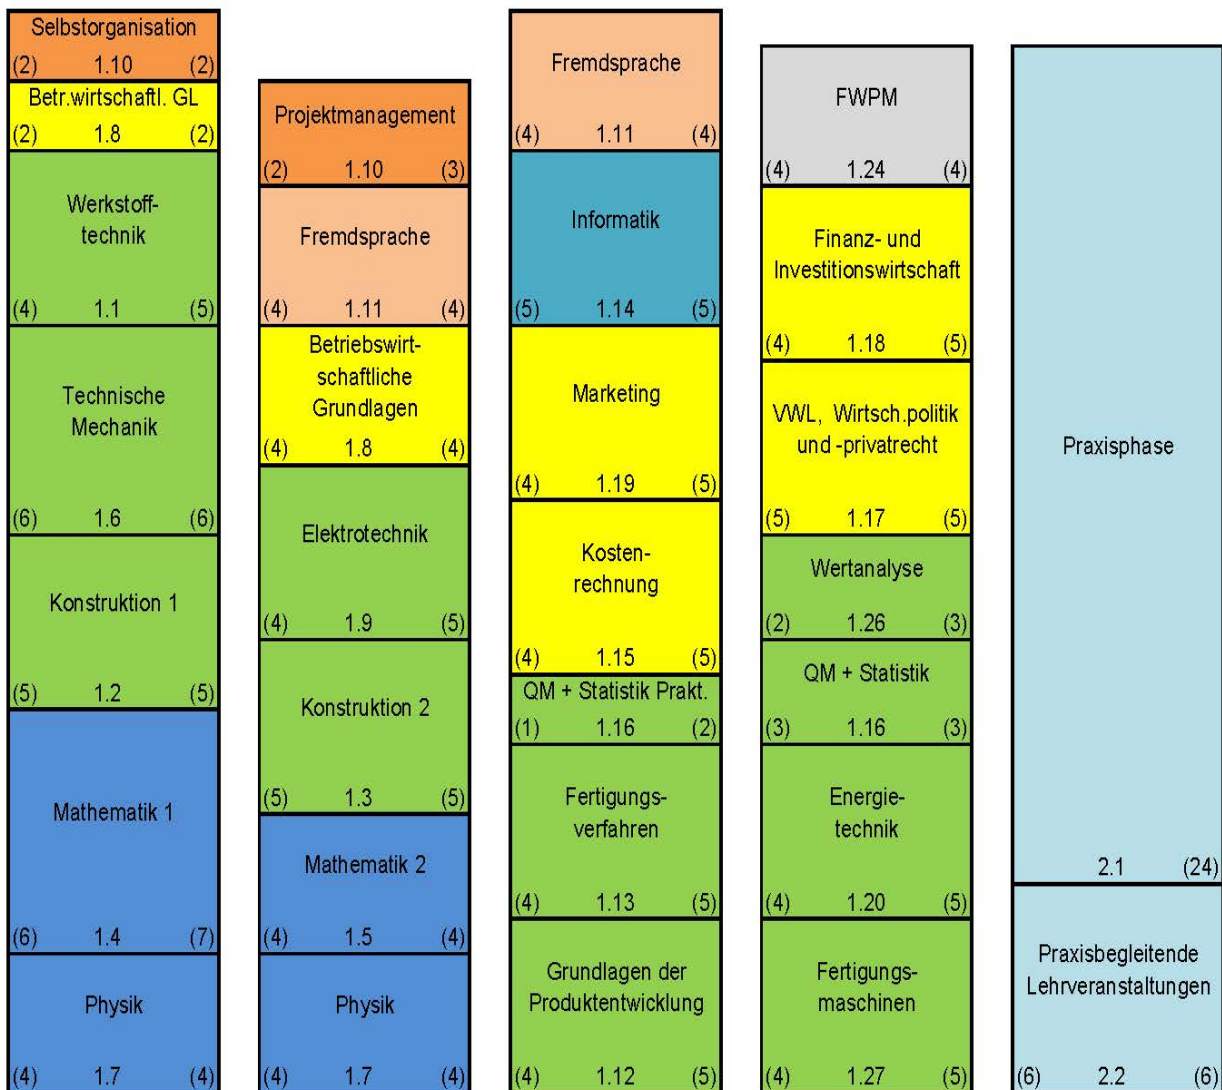 Selbstorganisation
(2) 1.10 (2)
Betr.wirtschaftl. GL
(2) 1.8 (2)
Werkstoff-
technik
(4) 1.1 (5)
Technische
Mechanik
(6) 1.6 (6)
Konstruktion 1
(5) 1.2 (5)
Mathematik 1
(6) 1.4 (7)
Physik
(4) 1.7 (4)
Projektmanagement
(2) 1.10 (3)
Fremdsprache
(4) 1.11 (4)
Betriebswirt-
schaftliche
Grundlagen
(4) 1.8 (4)
Elektrotechnik
(4) 1.9 (5)
Konstruktion 2
(5) 1.3 (5)
Mathematik 2
(4) 1.5 (4)
Physik
(4) 1.7 (4)
Fremdsprache
(4) 1.11 (4)
Informatik
(5) 1.14 (5)
Marketing
(4) 1.19 (5)
Kosten-
rechnung
(4) 1.15 (5)
QM + Statistik Prakt.
(1) 1.16 (2)
Fertigungs-
verfahren
(4) 1.13 (5)
Grundlagen der
Produktentwicklung
(4) 1.12 (5)
FWPM
(4) 1.24 (4)
Finanz- und
Investitionswirtschaft
(4) 1.18 (5)
VWL, Wirtsch.politik
und -privatrecht
(5) 1.17 (5)
Wertanalyse
(2) 1.26 (3)
QM + Statistik
(3) 1.16 (3)
Energie-
technik
(4) 1.20 (5)
Fertigungs-
maschinen
(4) 1.27 (5)
Praxisphase
2.1 (24)
Praxisbegleitende
Lehrveranstaltungen
(6) 2.2 (6)